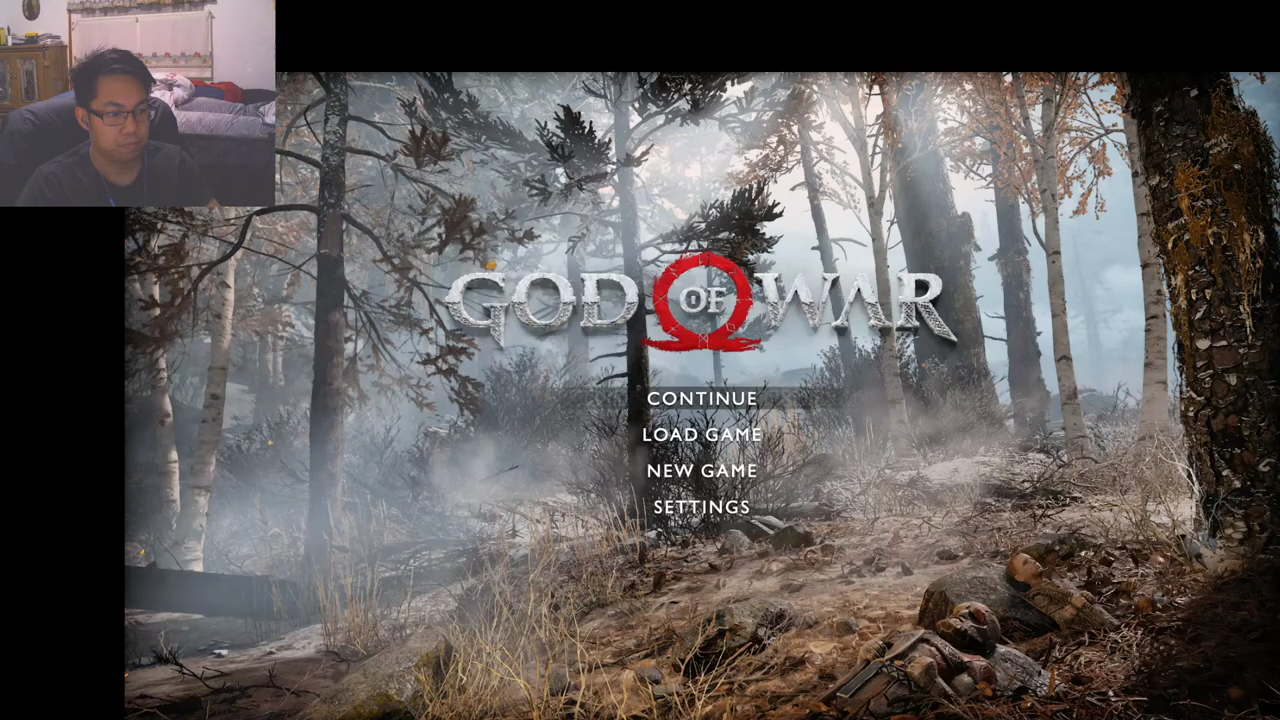 GOD OF WAR
CONTINUE
LOAD GAME
NEW GAME
SETTINGS